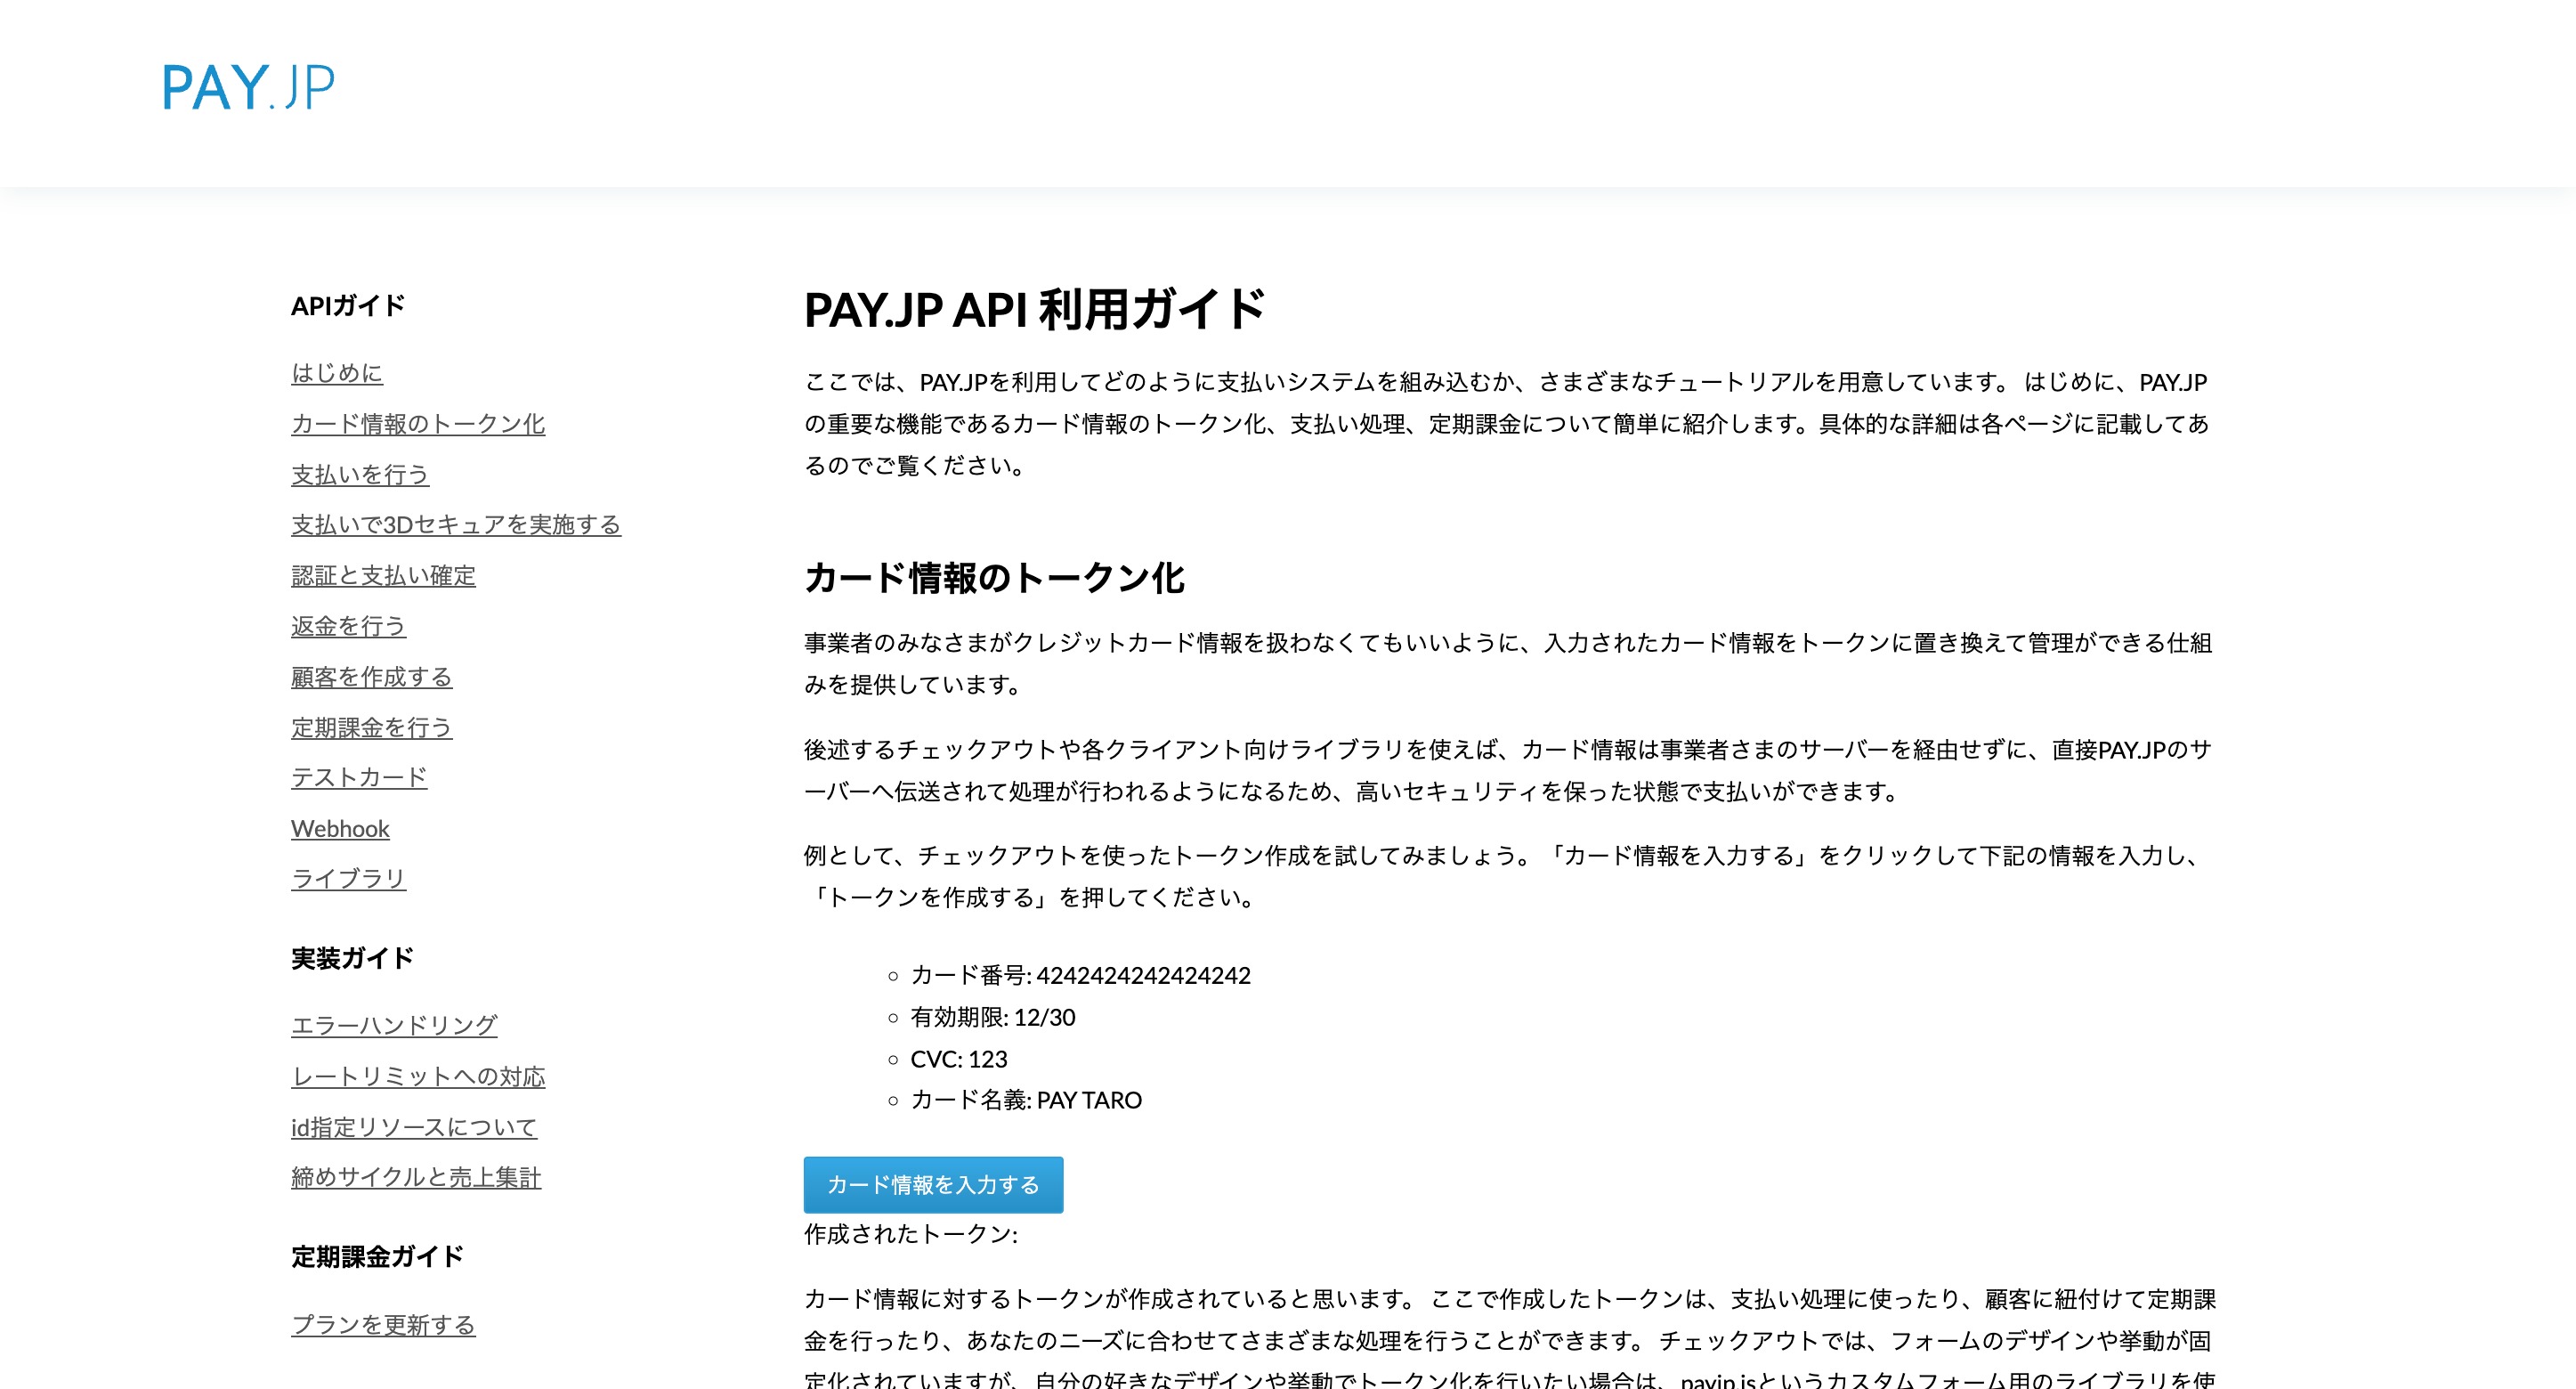 PAY.JP
APIガイド
はじめに
カード情報のトークン化
支払いを行う
支払いで3Dセキュアを実施する
認証と支払い確定
返金を行う
顧客を作成する
定期課金を行う
テストカード
Webhook
ライブラリ
実装ガイド
エラーハンドリング
レートリミットへの対応
id指定リソースについて
締めサイクルと売上集計
定期課金ガイド
プランを更新する
PAY.JP API 利用ガイド
ここでは、PAY.JPを利用してどのように支払いシステムを組み込むか、さまざまなチュートリアルを用意しています。 はじめに、PAY.JP
の重要な機能であるカード情報のトークン化、支払い処理、定期課金について簡単に紹介します。具体的な詳細は各ページに記載してあ
るのでご覧ください。
カード情報のトークン化
事業者のみなさまがクレジットカード情報を扱わなくてもいいように、入力されたカード情報をトークンに置き換えて管理ができる仕組
みを提供しています。
後述するチェックアウトや各クライアント向けライブラリを使えば、カード情報は事業者さまのサーバーを経由せずに、直接PAY.JPのサ
ーバーへ伝送されて処理が行われるようになるため、高いセキュリティを保った状態で支払いができます。
例として、チェックアウトを使ったトークン作成を試してみましょう。「カード情報を入力する」をクリックして下記の情報を入力し、
「トークンを作成する」を押してください。
カード番号: 4242424242424242
有効期限: 12/30
CVC: 123
カード名義: PAY TARO
カード情報を入力する
作成されたトークン:
カード情報に対するトークンが作成されていると思います。 ここで作成したトークンは、支払い処理に使ったり、顧客に紐付けて定期課
金を行ったり、あなたのニーズに合わせてさまざまな処理を行うことができます。 チェックアウトでは、フォームのデザインや挙動が固
定化されていますが、自分の好きなデザインや挙動でトークン化を行いたい場合は、payjp.jsというカスタムフォーム用のライブラリを使